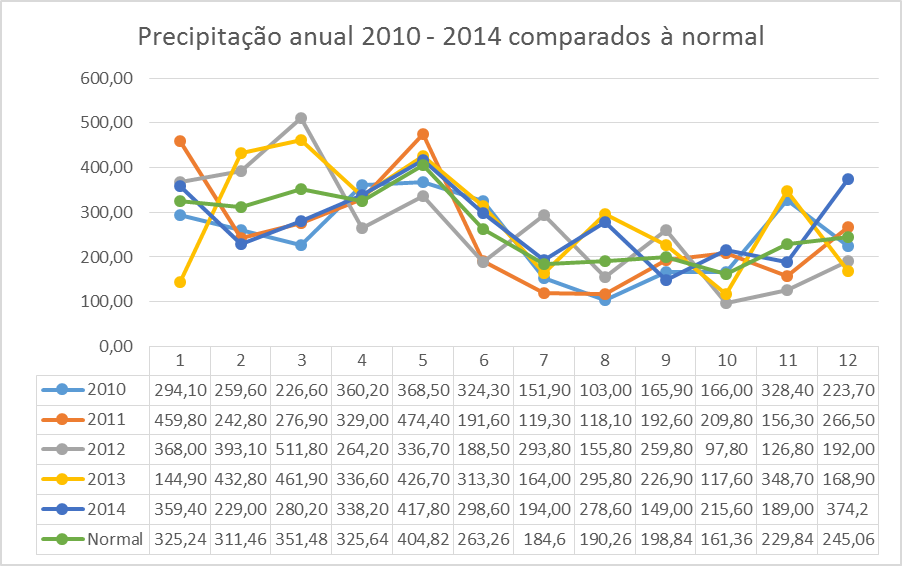 Precipitação anual 2010 - 2014 comparados à normal
600,00
500,00
400,00
300,00
200,00
100,00
0,00
1 2 3 4 5 6 7 8 9 10 11 12
2010 294,10 259,60 226,60 360,20 368,50 324,30 151,90 103,00 165,90 166,00 328,40 223,70
2011 459,80 242,80 276,90 329,00 474,40 191,60 119,30 118,10 192,60 209,80 156,30 266,50
2012 368,00 393,10 511,80 264,20 336,70 188,50 293,80 155,80 259,80 97,80 126,80 192,00
2013 144,90 432,80 461,90 336,60 426,70 313,30 164,00 295,80 226,90 117,60 348,70 168,90
2014 359,40 229,00 280,20 338,20 417,80 298,60 194,00 278,60 149,00 215,60 189,00 374,2
Normal 325,24 311,46 351,48 325,64 404,82 263,26 184,6 190,26 198,84 161,36 229,84 245,06